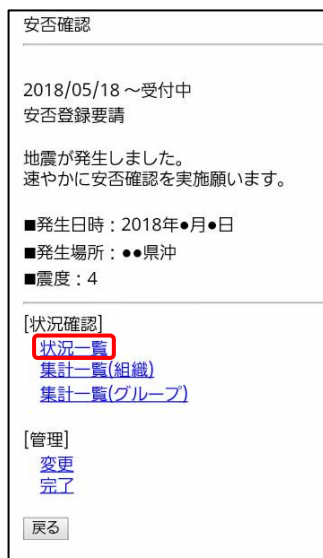 安否確認
2018/05/18～受付中
安否登録要請
地震が発生しました。
速やかに安否確認を実施願います。
■発生日時：2018年●月●日
■発生場所：●●県沖
■震度：4
[状況確認]
状況一覧
集計一覧(組織)
集計一覧(グループ)
[管理]
変更
完了
戻る